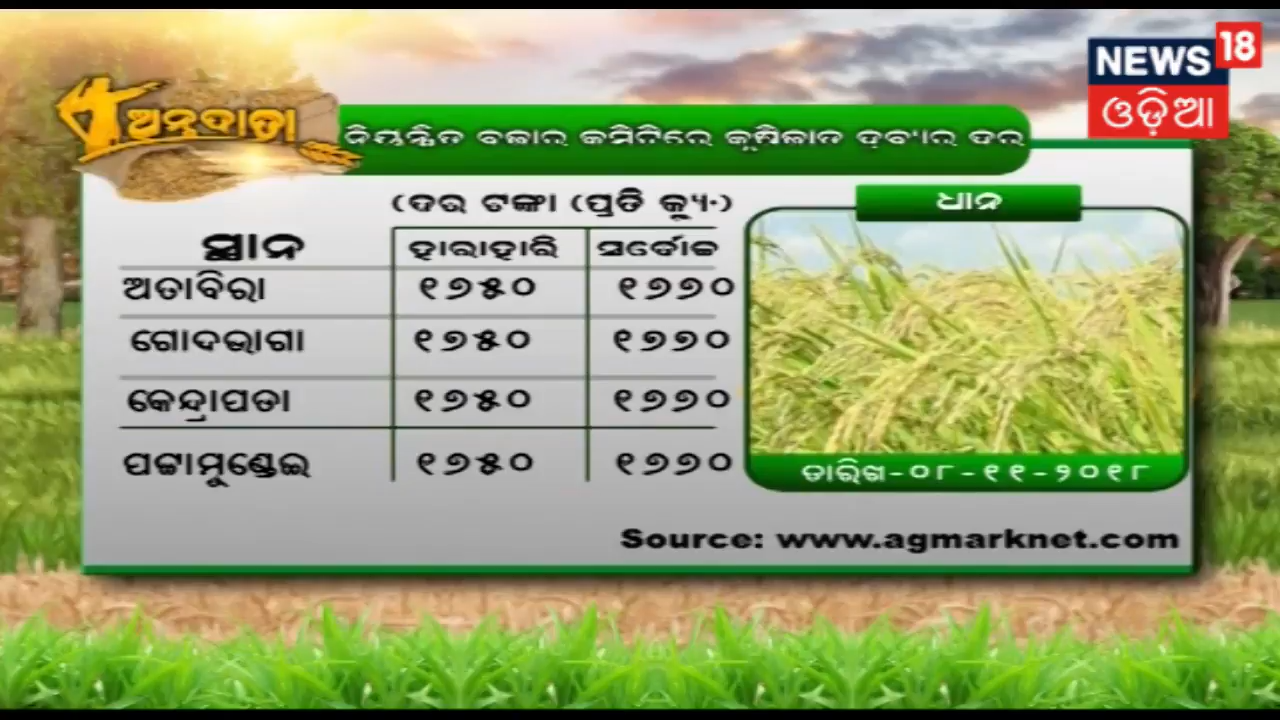 NEWS 18
ଓଡ଼ିଆ
ଅନ୍ନଦାତା
ନିୟନ୍ତ୍ରିତ ବଜାର କମିଟିରେ କୃଷିଜାତ ଦ୍ରବ୍ୟର ଦର
(ଦର ଟଙ୍କା (ପ୍ରତି କ୍ୟୁ.)
ଧାନ
ସ୍ଥାନ ହାରାହାରି ସର୍ବୋଚ୍ଚ
ଅତାବିରା ୧୭୫୦ ୧୭୭୦
ଗୋଦଭାଗା ୧୭୫୦ ୧୭୭୦
କେନ୍ଦ୍ରାପଡା ୧୭୫୦ ୧୭୭୦
ପଟ୍ଟାମୁଣ୍ଡେଇ ୧୭୫୦ ୧୭୭୦
ତାରିଖ-୦୮-୧୧-୨୦୧୮
Source: www.agmarknet.com